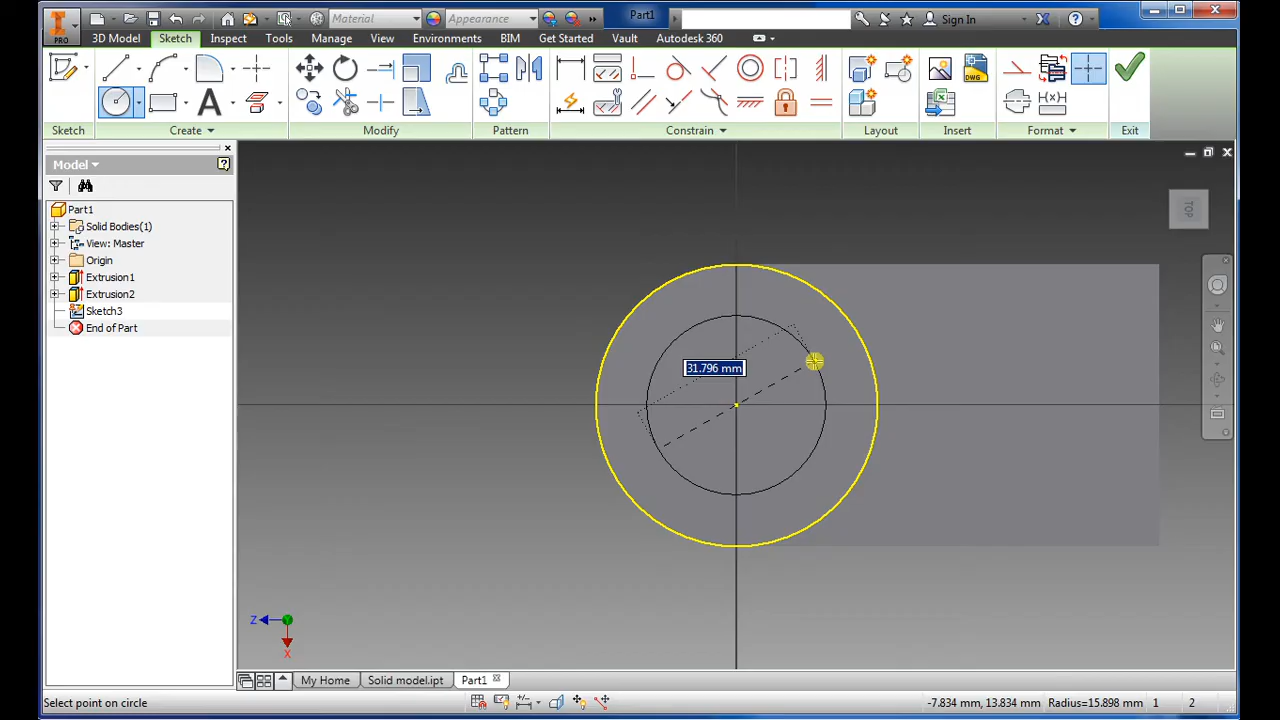 PRO
Material
Appearance
Part1
Sign In
3D Model
Sketch
Inspect
Tools
Manage
View
Environments
BIM
Get Started
Vault
Autodesk 360
Sketch
Create
Modify
Pattern
Constrain
Layout
Insert
Format
Exit
Model
Part1
Solid Bodies(1)
View: Master
Origin
Extrusion1
Extrusion2
Sketch3
End of Part
TOP
31.796 mm
Z
X
My Home
Solid model.ipt
Part1
Select point on circle
-7.834 mm, 13.834 mm
Radius=15.898 mm
1
2